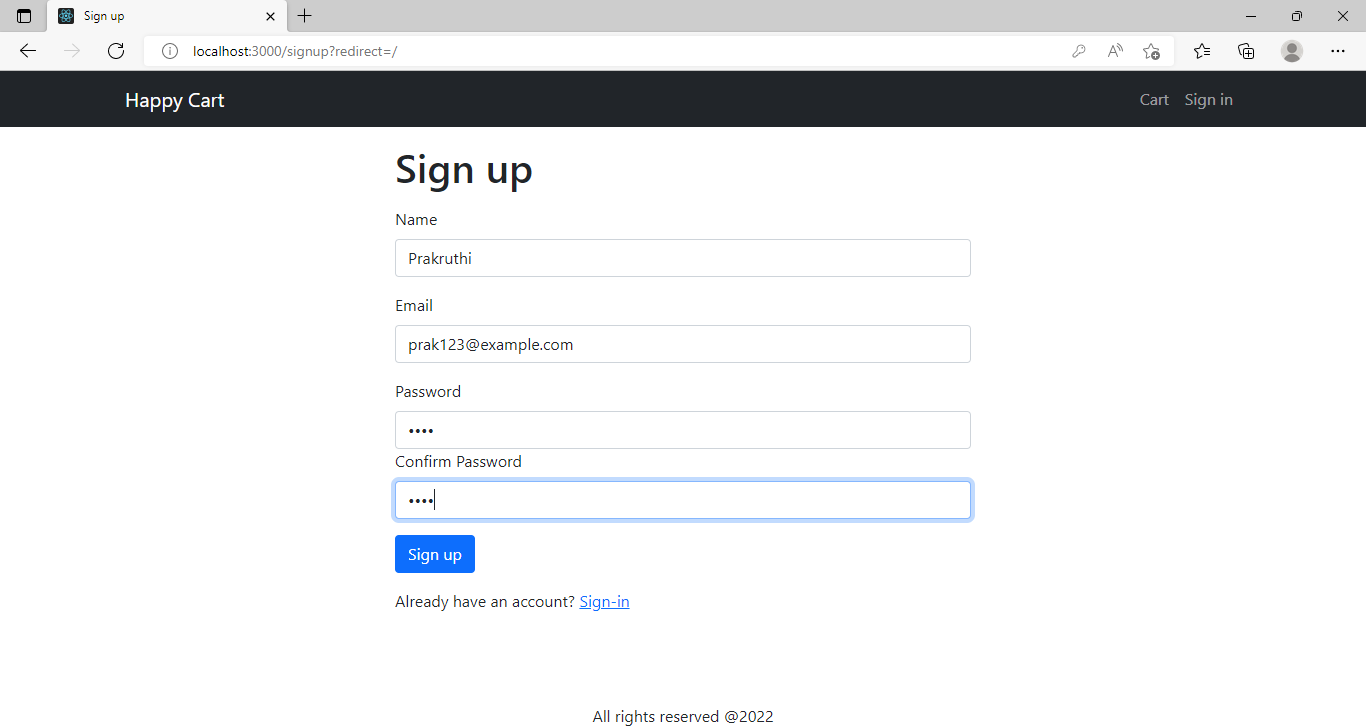 Sign up
localhost:3000/signup?redirect=/
Happy Cart Cart Sign in
Sign up
Name
Prakruthi
Email
prak123@example.com
Password
••••
Confirm Password
••••
Sign up
Already have an account? Sign-in
All rights reserved @2022